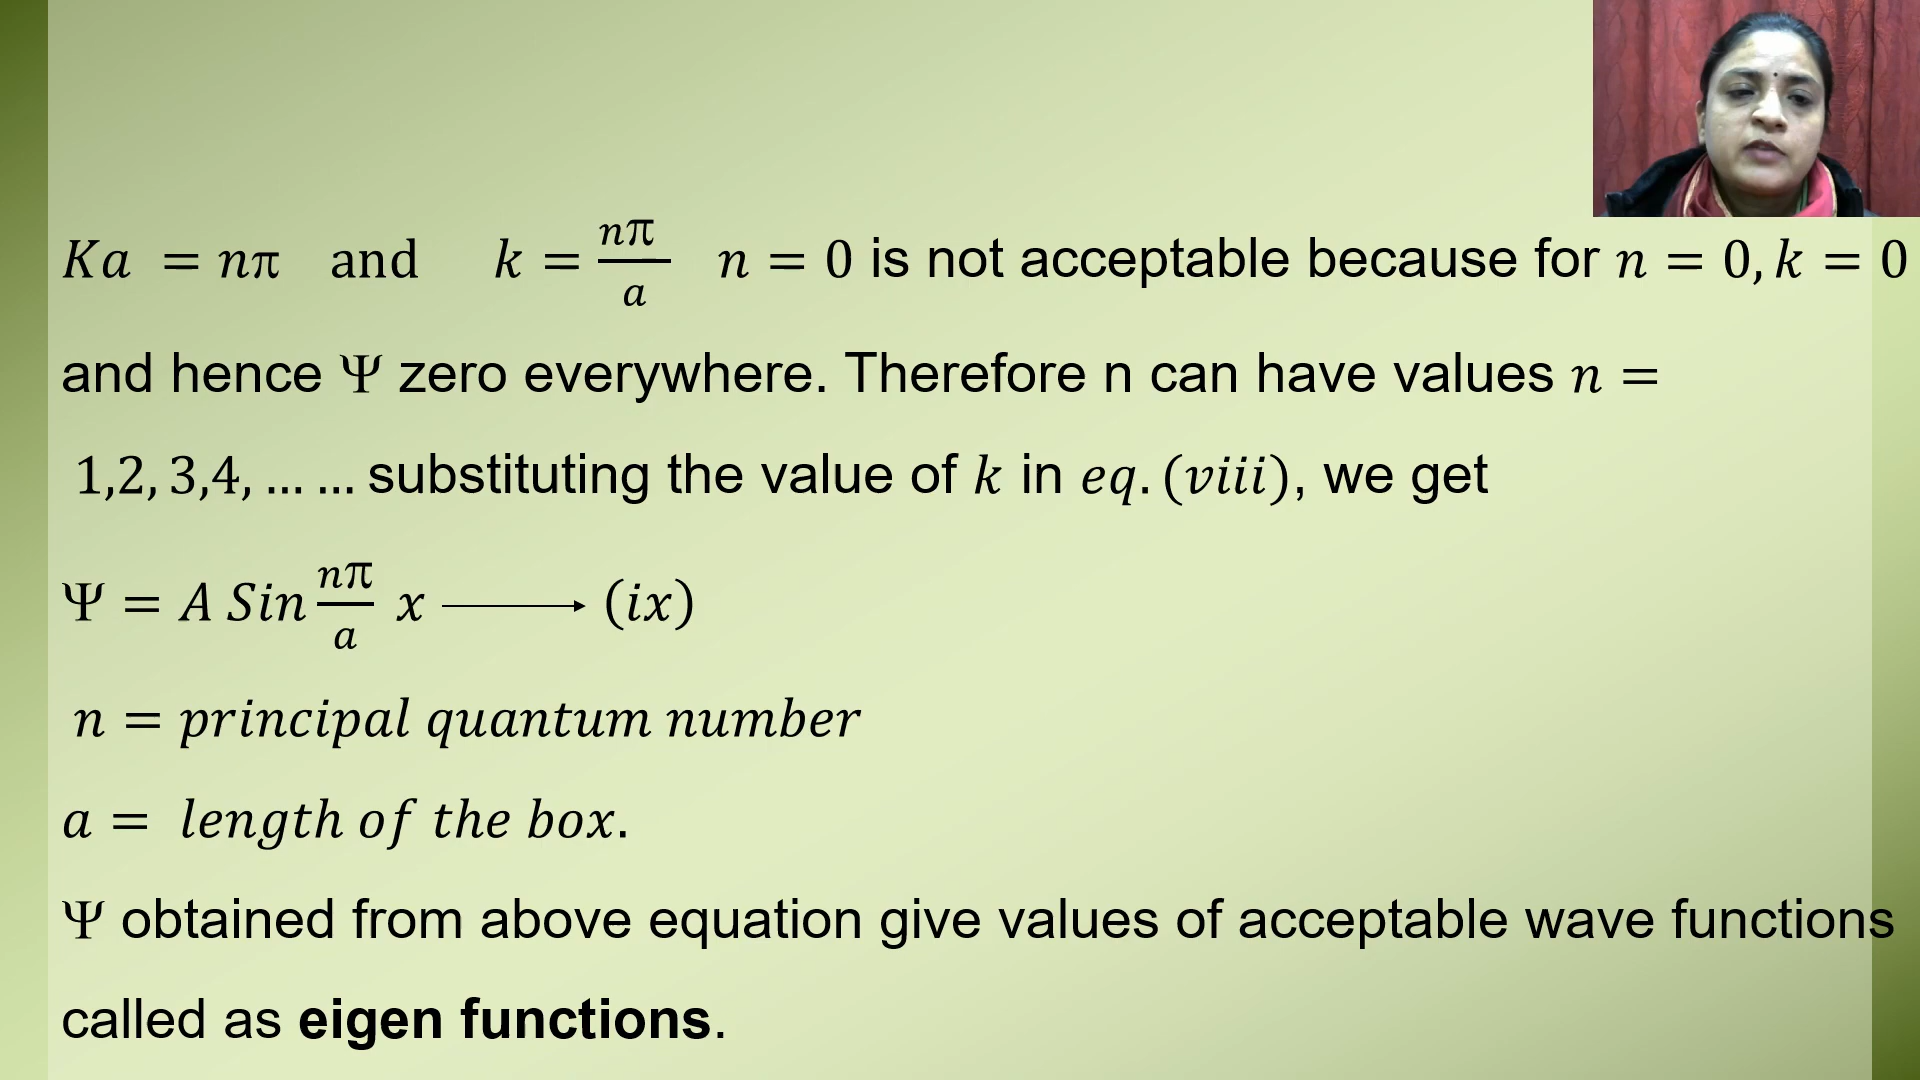 Ka = nπ and k = nπ/a n = 0 is not acceptable because for n = 0, k = 0
and hence Ψ zero everywhere. Therefore n can have values n =
1,2, 3,4, ... ... substituting the value of k in eq. (viii), we get
Ψ = A Sin nπ/a x ⟶ (ix)
n = principal quantum number
a = length of the box.
Ψ obtained from above equation give values of acceptable wave functions
called as eigen functions.